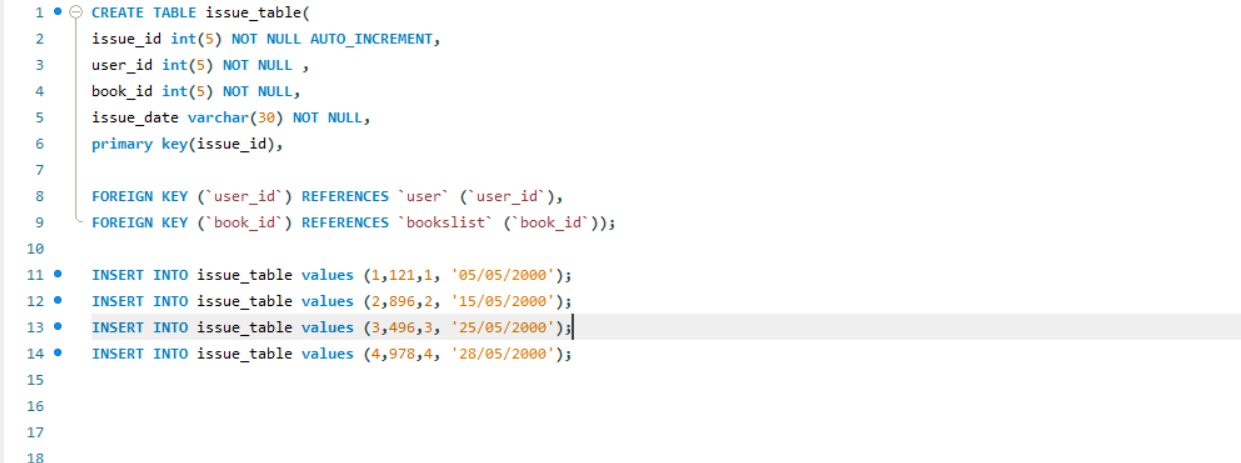 1 CREATE TABLE issue_table(
2 issue_id int(5) NOT NULL AUTO_INCREMENT,
3 user_id int(5) NOT NULL ,
4 book_id int(5) NOT NULL,
5 issue_date varchar(30) NOT NULL,
6 primary key(issue_id),
7
8 FOREIGN KEY (`user_id`) REFERENCES `user` (`user_id`),
9 FOREIGN KEY (`book_id`) REFERENCES `bookslist` (`book_id`));
10
11 INSERT INTO issue_table values (1,121,1, '05/05/2000');
12 INSERT INTO issue_table values (2,896,2, '15/05/2000');
13 INSERT INTO issue_table values (3,496,3, '25/05/2000');
14 INSERT INTO issue_table values (4,978,4, '28/05/2000');
15
16
17
18